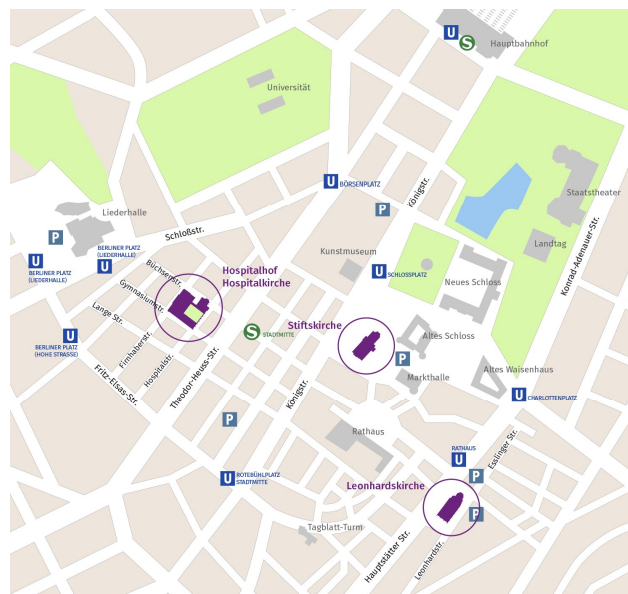 U
S
Hauptbahnhof
Universität
Staatstheater
U
BÖRSENPLATZ
Königstr.
P
Liederhalle
Schloßstr.
P
BERLINER PLATZ
(LIEDERHALLE)
U
U
BERLINER PLATZ
(LIEDERHALLE)
Kunstmuseum
Landtag
Konrad-Adenauer-Str.
Büchsenstr.
Hospitalhof
Hospitalkirche
U
SCHLOSSPLATZ
Neues Schloss
Gymnasiumstr.
Lange Str.
Stiftskirche
S
STADTMITTE
Altes Schloss
U
BERLINER PLATZ
(HOHE STRASSE)
Firnhaberstr.
Hospitalstr.
Fritz-Elsas-Str.
Theodor-Heuss-Str.
P
Markthalle
Altes Waisenhaus
Königstr.
U
CHARLOTTENPLATZ
P
Rathaus
RATHAUS
U
Esslinger Str.
U
ROTEBÜHLPLATZ
STADTMITTE
P
Leonhardskirche
P
Tagblatt-Turm
Hauptstätter Str.
Leonhardstr.